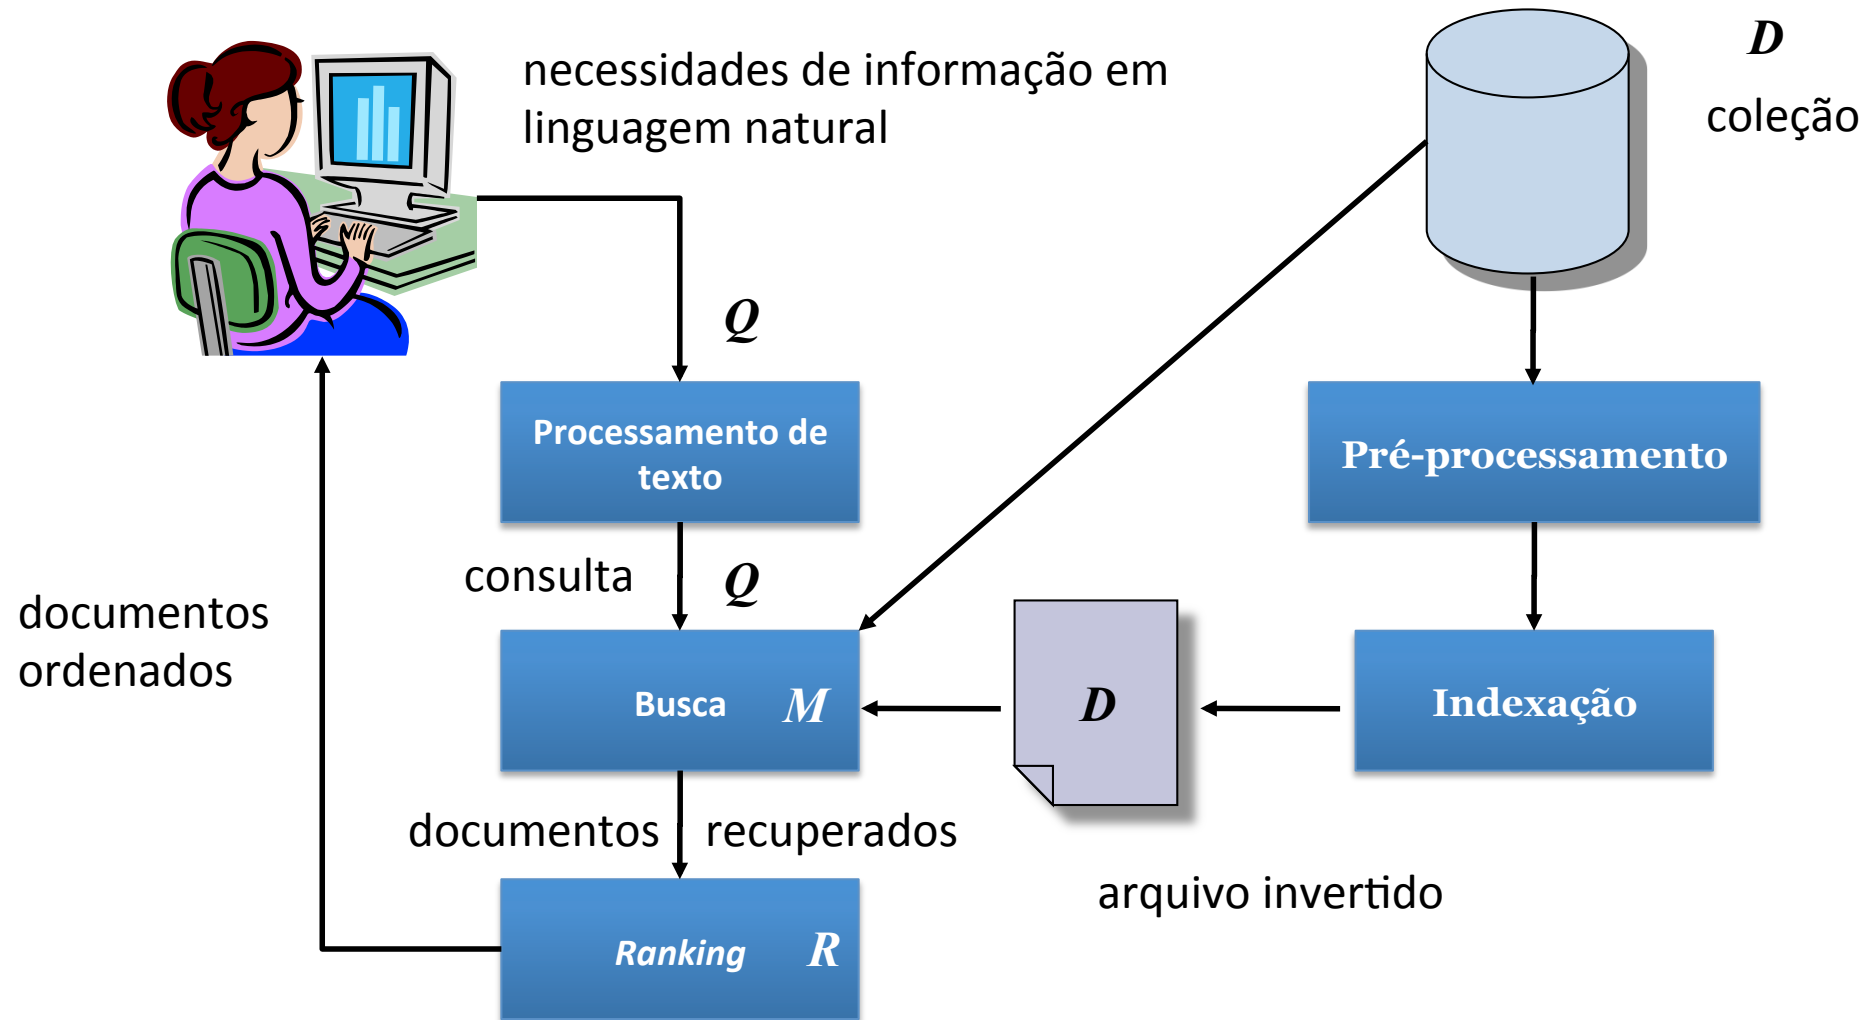 necessidades de informação em
linguagem natural
D
coleção
Q
Processamento de
texto
Pré-processamento
consulta
Q
documentos
ordenados
Busca M
D
Indexação
documentos recuperados
arquivo invertido
Ranking R